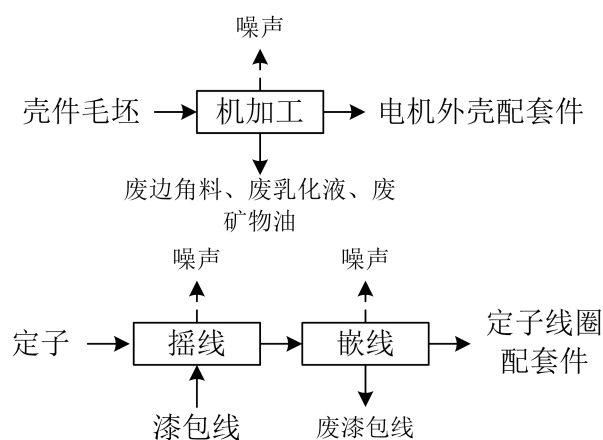 噪声
壳件毛坯
机加工
电机外壳配套件
废边角料、废乳化液、废
矿物油
噪声
噪声
定子
摇线
嵌线
定子线圈
配套件
漆包线
废漆包线